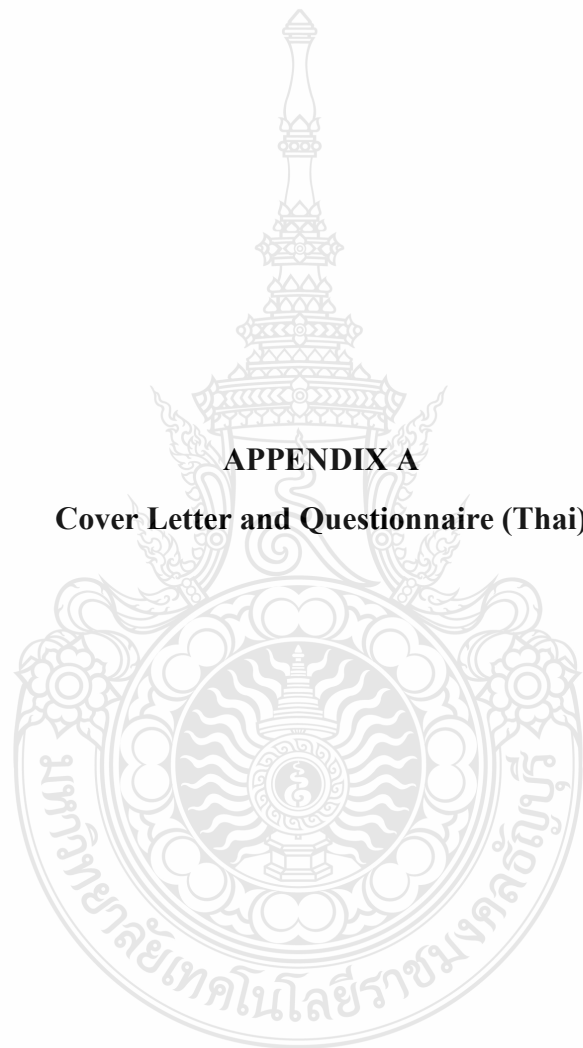 APPENDIX A
Cover Letter and Questionnaire (Thai)
มหาวิทยาลัยเทคโนโลยีราชมงคลธัญบุรี